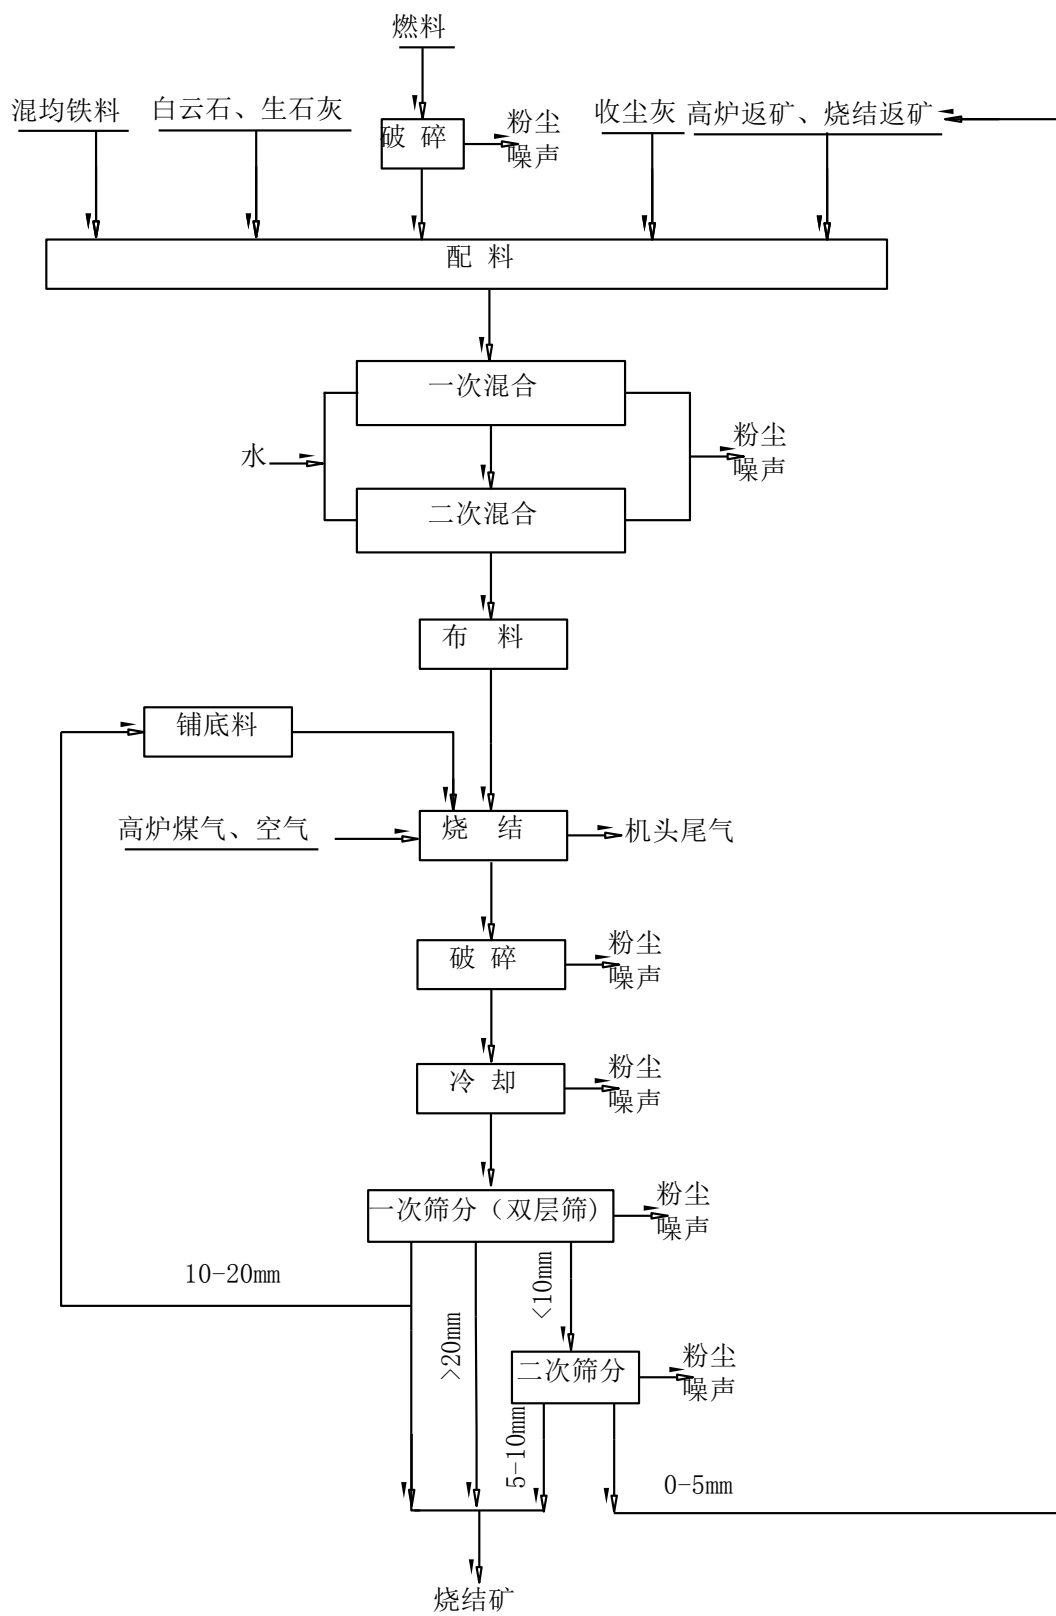 燃料
混均铁料
白云石、生石灰
破 碎
粉尘
噪声
收尘灰
高炉返矿、烧结返矿
配 料
一次混合
水
粉尘
噪声
二次混合
布 料
铺底料
高炉煤气、空气
烧 结
机头尾气
破 碎
粉尘
噪声
冷 却
粉尘
噪声
一次筛分（双层筛)
粉尘
噪声
10-20mm
>20mm
<10mm
二次筛分
粉尘
噪声
5-10mm
0-5mm
烧结矿